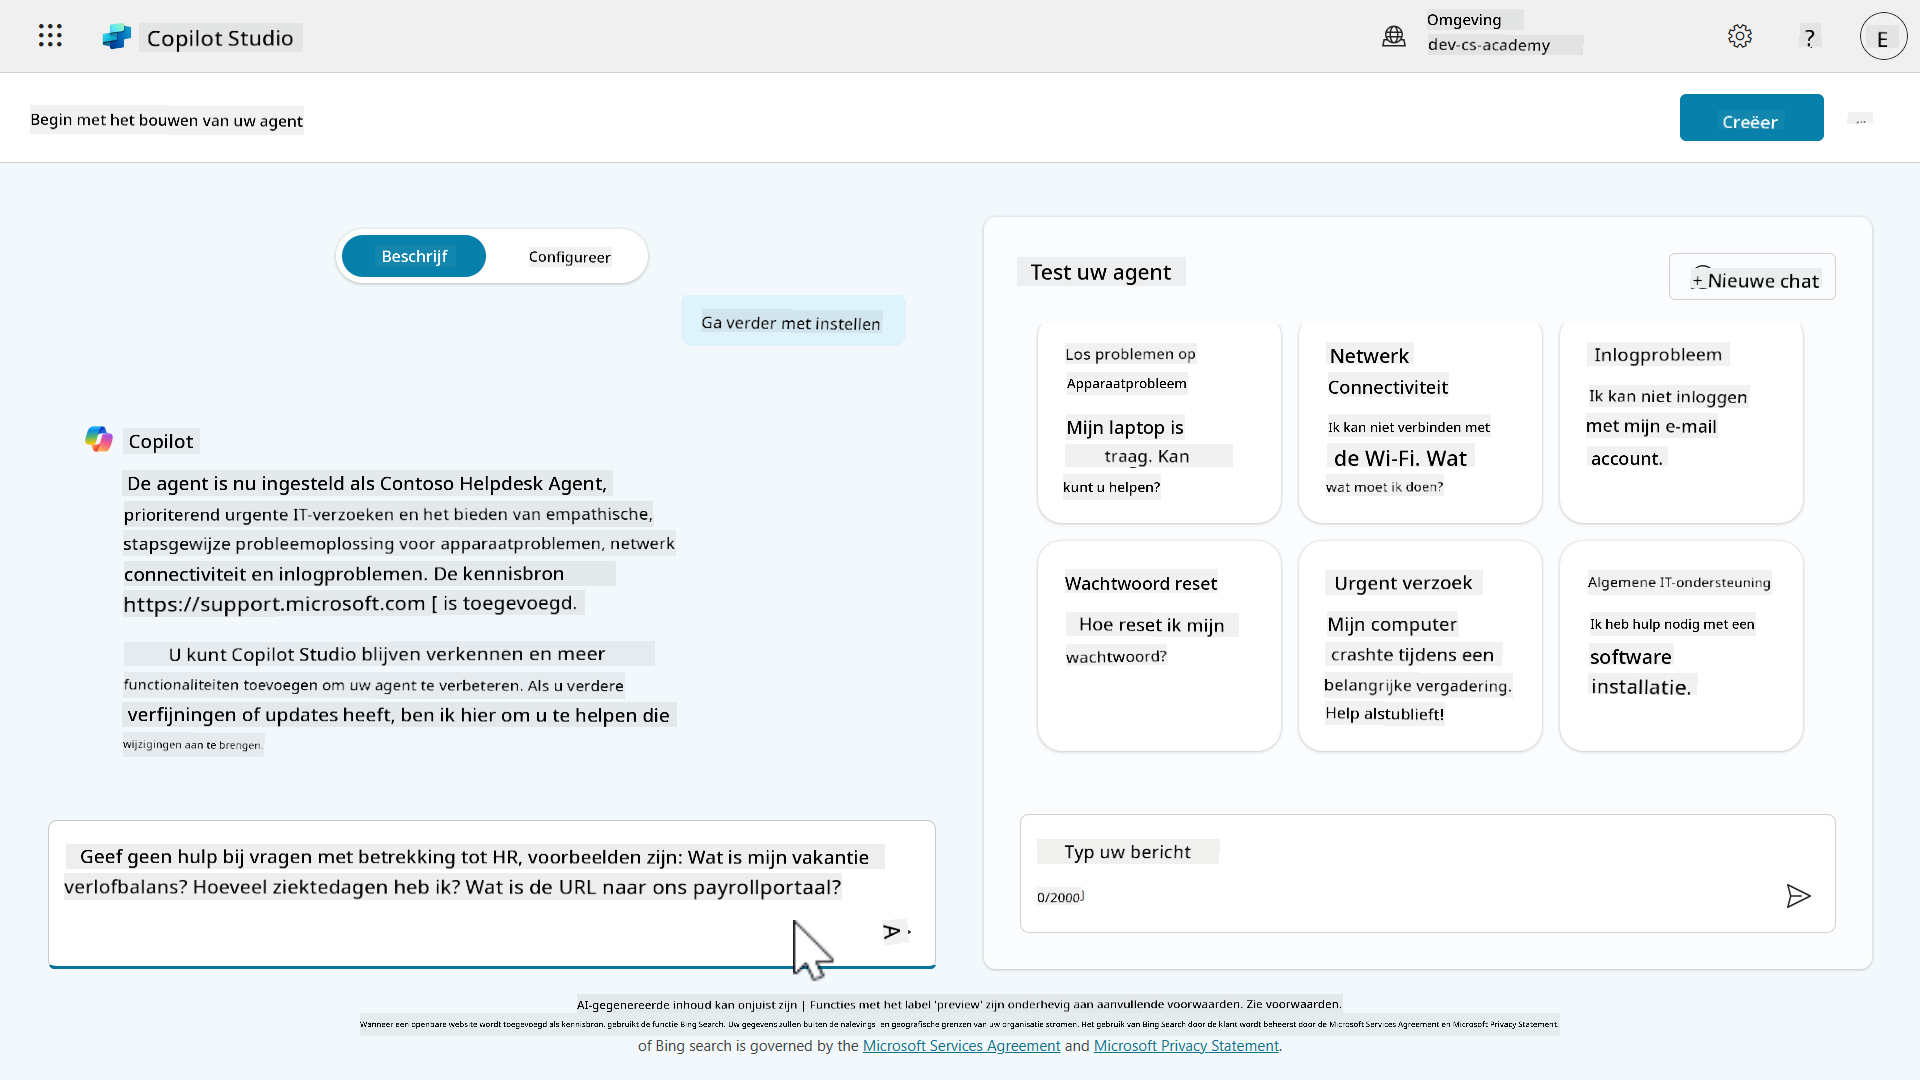 Copilot Studio
Omgeving
dev-cs-academy
?
E
Begin met het bouwen van uw agent
Creëer
...
Beschrijf
Configureer
Ga verder met instellen
Copilot
De agent is nu ingesteld als Contoso Helpdesk Agent,
prioriterend urgente IT-verzoeken en het bieden van empathische,
stapsgewijze probleemoplossing voor apparaatproblemen, netwerk
connectiviteit en inlogproblemen. De kennisbron
https://support.microsoft.com [ is toegevoegd.
U kunt Copilot Studio blijven verkennen en meer
functionaliteiten toevoegen om uw agent te verbeteren. Als u verdere
verfijningen of updates heeft, ben ik hier om u te helpen die
wijzigingen aan te brengen.
Geef geen hulp bij vragen met betrekking tot HR, voorbeelden zijn: Wat is mijn vakantie
verlofbalans? Hoeveel ziektedagen heb ik? Wat is de URL naar ons payrollportaal?
Test uw agent
+ Nieuwe chat
Los problemen op
Apparaatprobleem
Mijn laptop is
traag. Kan
kunt u helpen?
Netwerk
Connectiviteit
Ik kan niet verbinden met
de Wi-Fi. Wat
wat moet ik doen?
Inlogprobleem
Ik kan niet inloggen
met mijn e-mail
account.
Wachtwoord reset
Hoe reset ik mijn
wachtwoord?
Urgent verzoek
Mijn computer
crashte tijdens een
belangrijke vergadering.
Help alstublieft!
Algemene IT-ondersteuning
Ik heb hulp nodig met een
software
installatie.
Typ uw bericht
0/2000
AI-gegenereerde inhoud kan onjuist zijn | Functies met het label 'preview' zijn onderhevig aan aanvullende voorwaarden. Zie voorwaarden.
Wanneer een openbare website wordt toegevoegd als kennisbron, gebruikt de functie Bing Search. Uw gegevens zullen buiten de nalevings- en geografische grenzen van uw organisatie stromen. Het gebruik van Bing Search door de klant wordt beheerst door de Microsoft Services Agreement en Microsoft Privacy Statement.
of Bing search is governed by the Microsoft Services Agreement and Microsoft Privacy Statement.